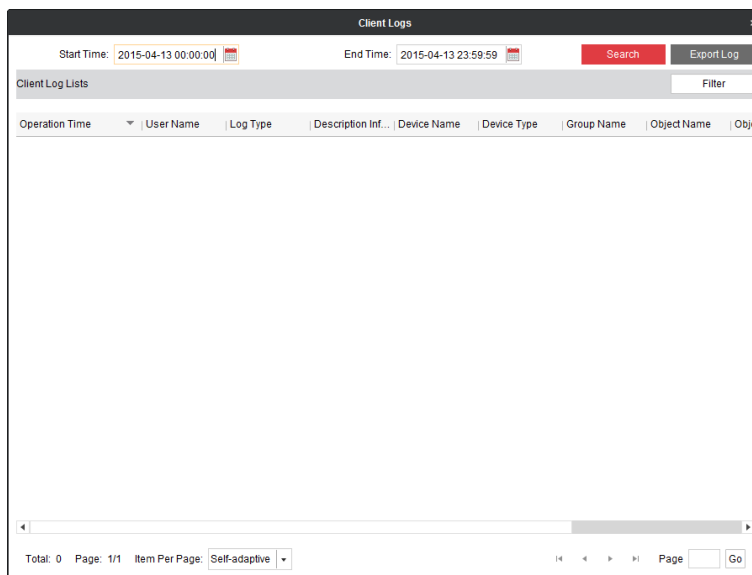 Client Logs
Start Time: 2015-04-13 00:00:00 End Time: 2015-04-13 23:59:59 Search Export Log
Client Log Lists Filter
Operation Time User Name Log Type Description Inf... Device Name Device Type Group Name Object Name Obj
Total: 0 Page: 1/1 Item Per Page: Self-adaptive Page Go